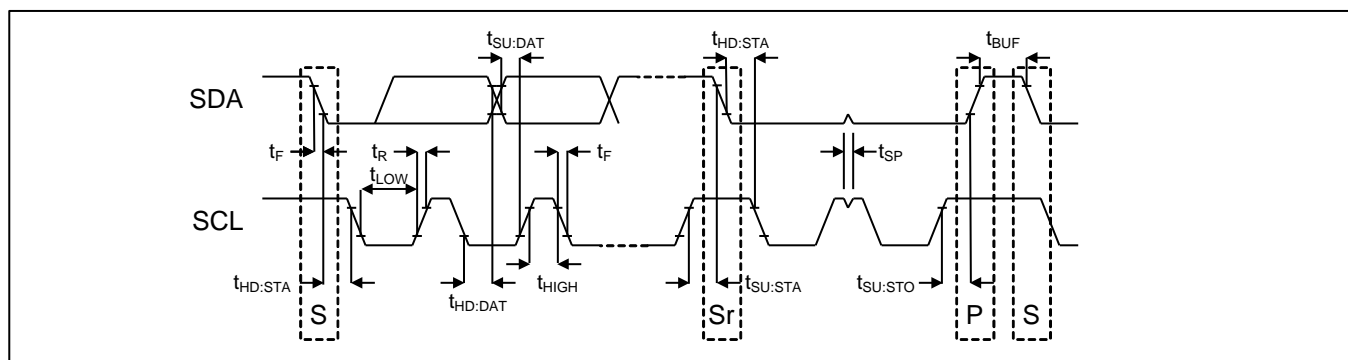 tSU:DAT
tHD:STA
tBUF
SDA
tF
tR
tF
tSP
tLOW
SCL
tHD:STA
tHD:DAT
tHIGH
tSU:STA
tSU:STO
S
Sr
P
S